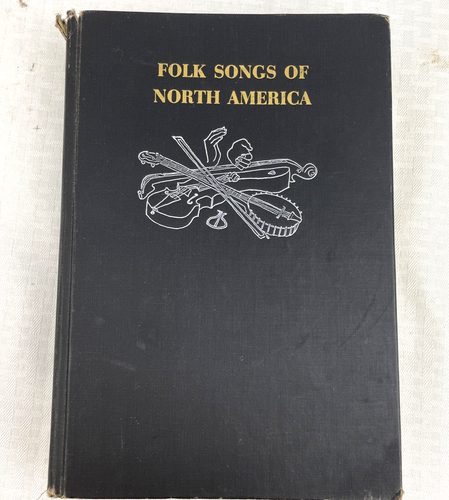 FOLK SONGS OF
NORTH AMERICA